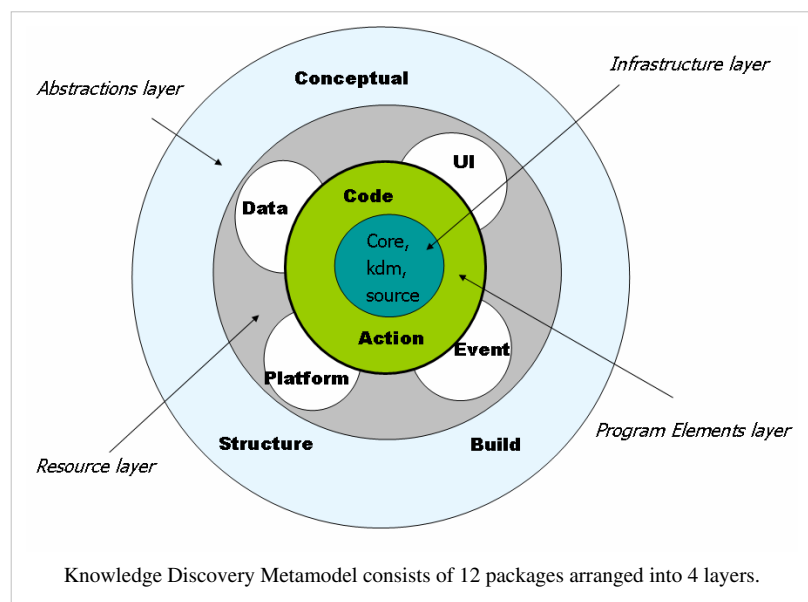 Conceptual
Infrastructure layer
Abstractions layer
UI
Code
Data
Core,
kdm,
source
Action
Event
Platform
Structure
Build
Program Elements layer
Resource layer
Knowledge Discovery Metamodel consists of 12 packages arranged into 4 layers.